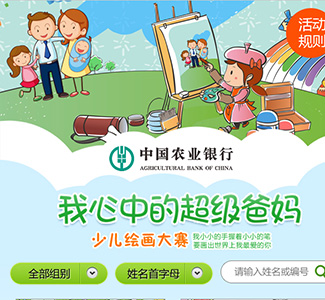 活动
规则
中国农业银行
AGRICULTURAL BANK OF CHINA
我心中的超级爸妈
少儿绘画大赛
我小小的手握着小小的笔
要画出世界上我最爱的你
全部组别
姓名首字母
请输入姓名或编号